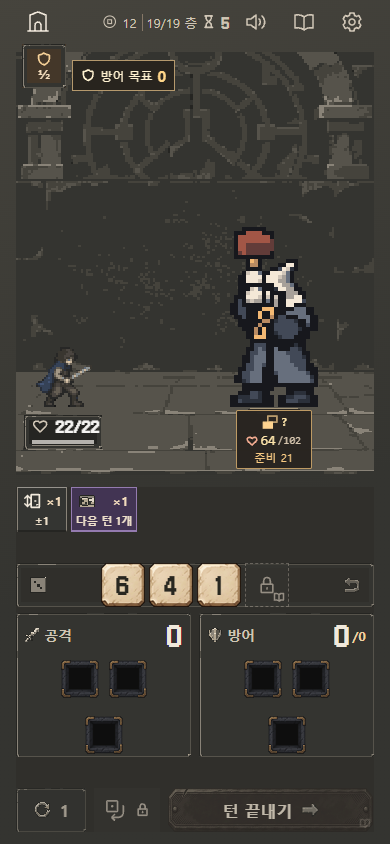 12 19/19 층 5
½
방어 목표 0
22/22
?
64/102
준비 21
×1
±1
×1
다음 턴 1개
6 4 1
공격 0
방어 0/0
1
턴 끝내기